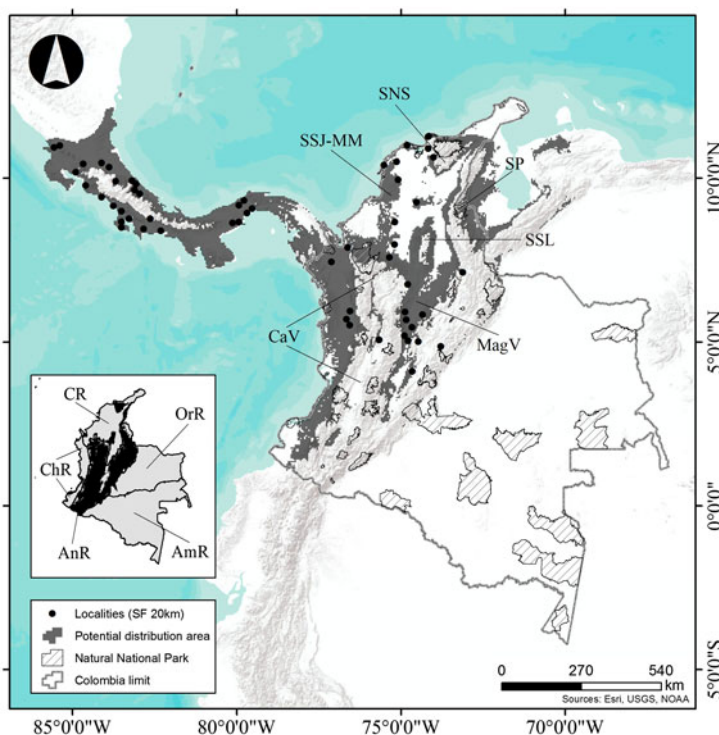 SNS
SSJ-MM
SP
SSL
CaV
MagV
10°0'0"N
5°0'0"N
0°0'0"
5°0'0"S
CR
OrR
ChR
AnR
AmR
Localities (SF 20km)
Potential distribution area
Natural National Park
Colombia limit
0 270 540
km
Sources: Esri, USGS, NOAA
85°0'0"W 80°0'0"W 75°0'0"W 70°0'0"W